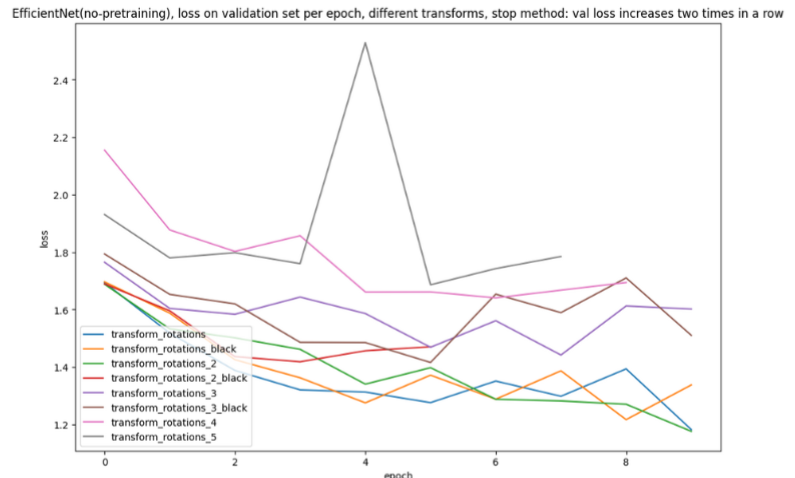 EfficientNet(no-pretraining), loss on validation set per epoch, different transforms, stop method: val loss increases two times in a row
2.4
2.2
2.0
1.8
1.6
1.4
1.2
loss
transform_rotations
transform_rotations_black
transform_rotations_2
transform_rotations_2_black
transform_rotations_3
transform_rotations_3_black
transform_rotations_4
transform_rotations_5
0 2 4 6 8
epoch